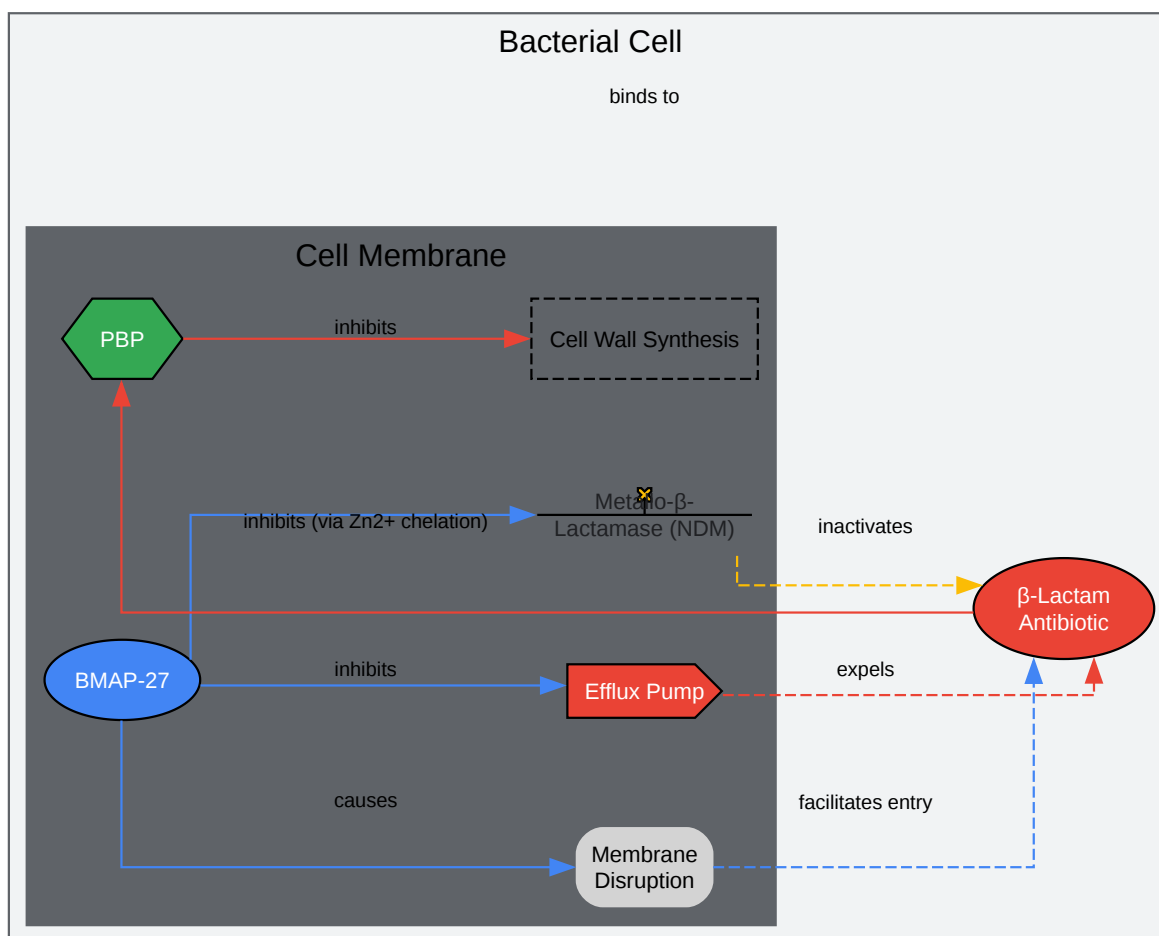 Bacterial Cell
binds to
Cell Membrane
PBP
inhibits
Cell Wall Synthesis
inhibits (via Zn2+ chelation)
Metallo-β-
Lactamase (NDM)
inactivates
β-Lactam
Antibiotic
BMAP-27
inhibits
Efflux Pump
expels
causes
facilitates entry
Membrane
Disruption